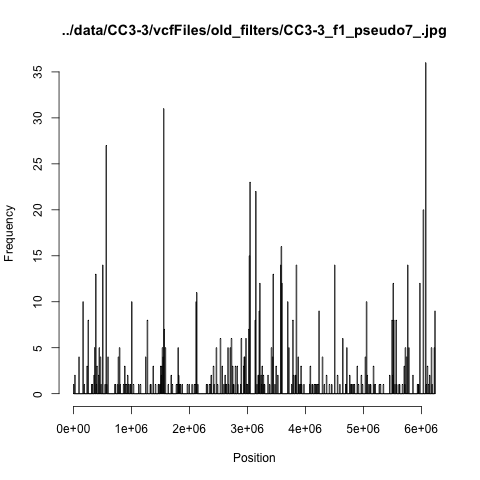 ../data/CC3-3/vcfFiles/old_filters/CC3-3_f1_pseudo7_.jpg
Frequency
35
30
25
20
15
10
5
0
0e+00 1e+06 2e+06 3e+06 4e+06 5e+06 6e+06
Position